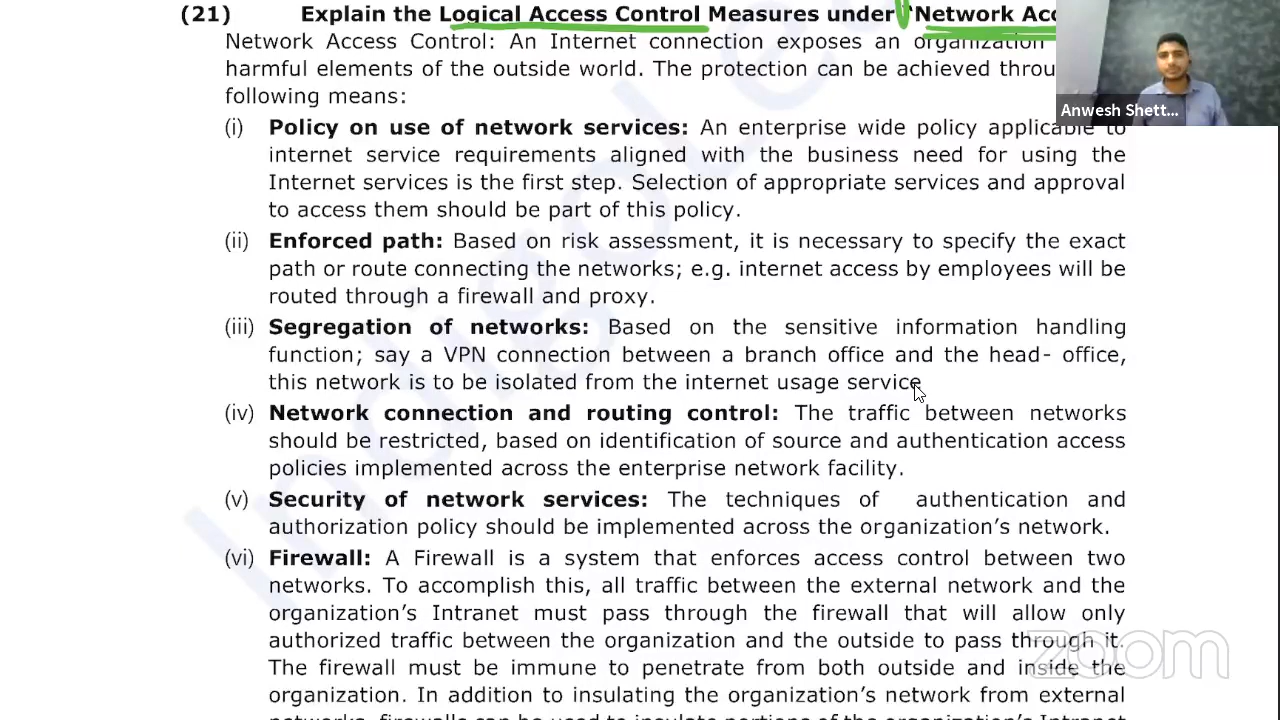 (21) Explain the Logical Access Control Measures under 'Network
Network Access Control: An Internet connection exposes an organization
harmful elements of the outside world. The protection can be achieved
following means:
Anwesh Shett...
(i) Policy on use of network services: An enterprise wide policy applicable to
internet service requirements aligned with the business need for using the
Internet services is the first step. Selection of appropriate services and approval
to access them should be part of this policy.
(ii) Enforced path: Based on risk assessment, it is necessary to specify the exact
path or route connecting the networks; e.g. internet access by employees will be
routed through a firewall and proxy.
(iii) Segregation of networks: Based on the sensitive information handling
function; say a VPN connection between a branch office and the head- office,
this network is to be isolated from the internet usage service
(iv) Network connection and routing control: The traffic between networks
should be restricted, based on identification of source and authentication access
policies implemented across the enterprise network facility.
(v) Security of network services: The techniques of authentication and
authorization policy should be implemented across the organization's network.
(vi) Firewall: A Firewall is a system that enforces access control between two
networks. To accomplish this, all traffic between the external network and the
organization's Intranet must pass through the firewall that will allow only
authorized traffic between the organization and the outside to pass through it.
The firewall must be immune to penetrate from both outside and inside the
organization. In addition to insulating the organization's network from external
networks, firewalls can be used to insulate portions of the organization's Intranet
zoom